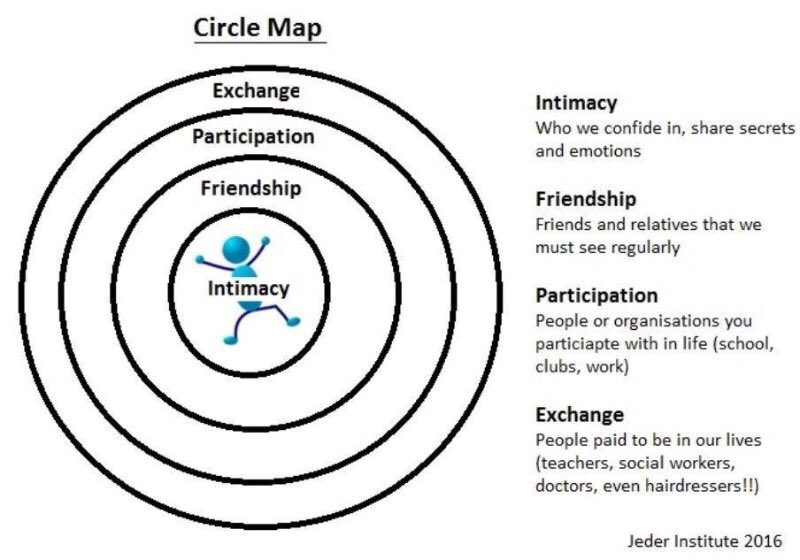 Circle Map
Exchange
Participation
Friendship
Intimacy
Intimacy
Who we confide in, share secrets
and emotions
Friendship
Friends and relatives that we
must see regularly
Participation
People or organisations you
particiapte with in life (school,
clubs, work)
Exchange
People paid to be in our lives
(teachers, social workers,
doctors, even hairdressers!!)
Jeder Institute 2016